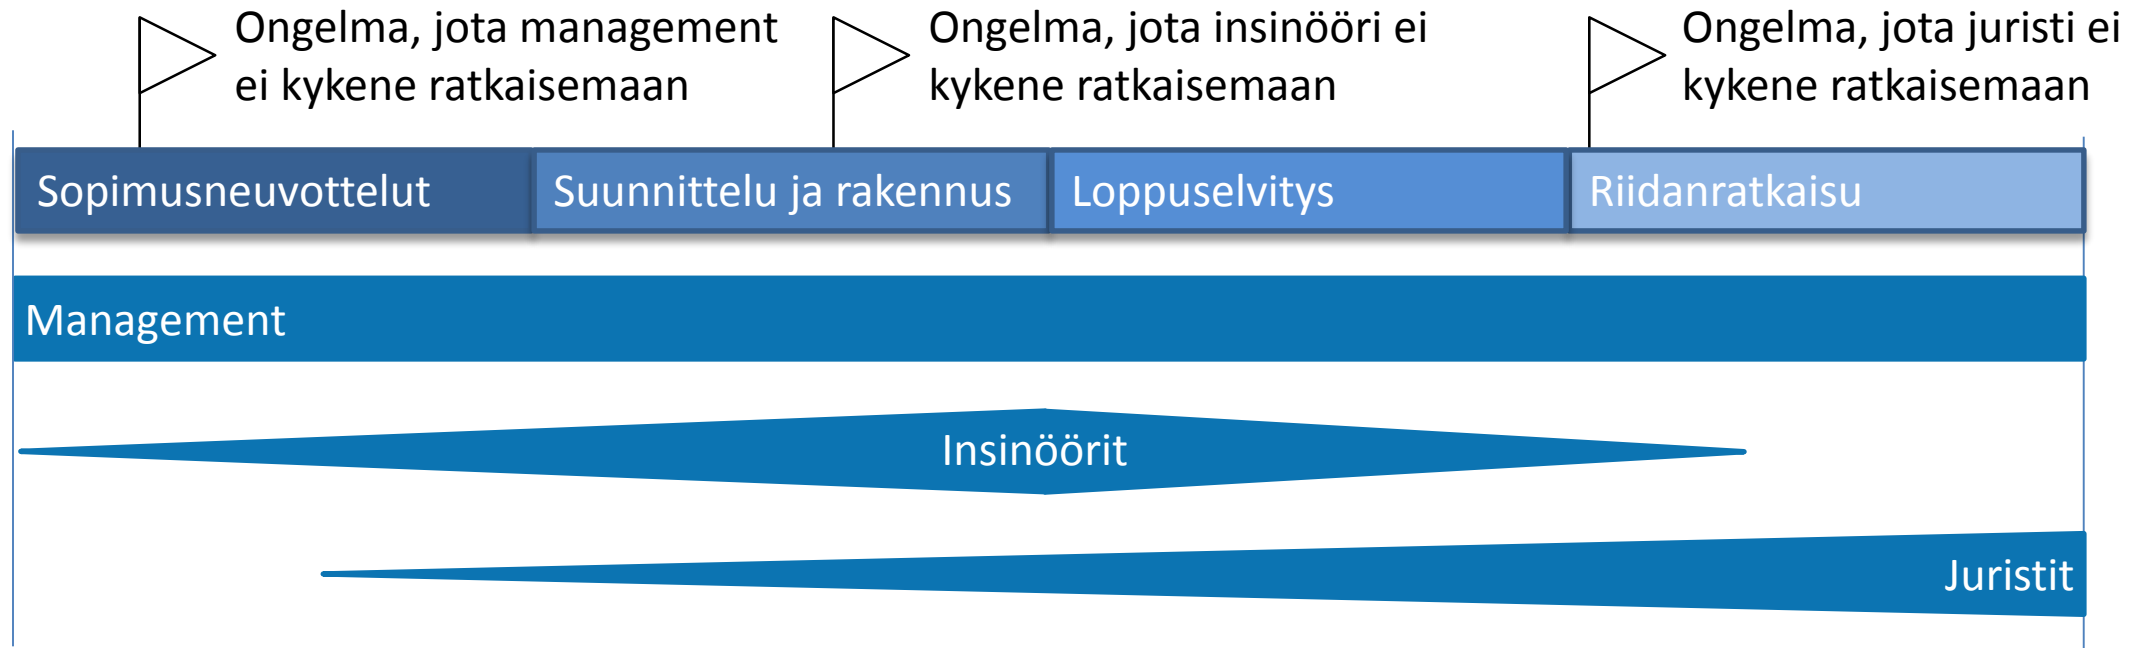 Ongelma, jota management
ei kykene ratkaisemaan
Ongelma, jota insinööri ei
kykene ratkaisemaan
Ongelma, jota juristi ei
kykene ratkaisemaan
Sopimusneuvottelut
Suunnittelu ja rakennus
Loppuselvitys
Riidanratkaisu
Management
Insinöörit
Juristit